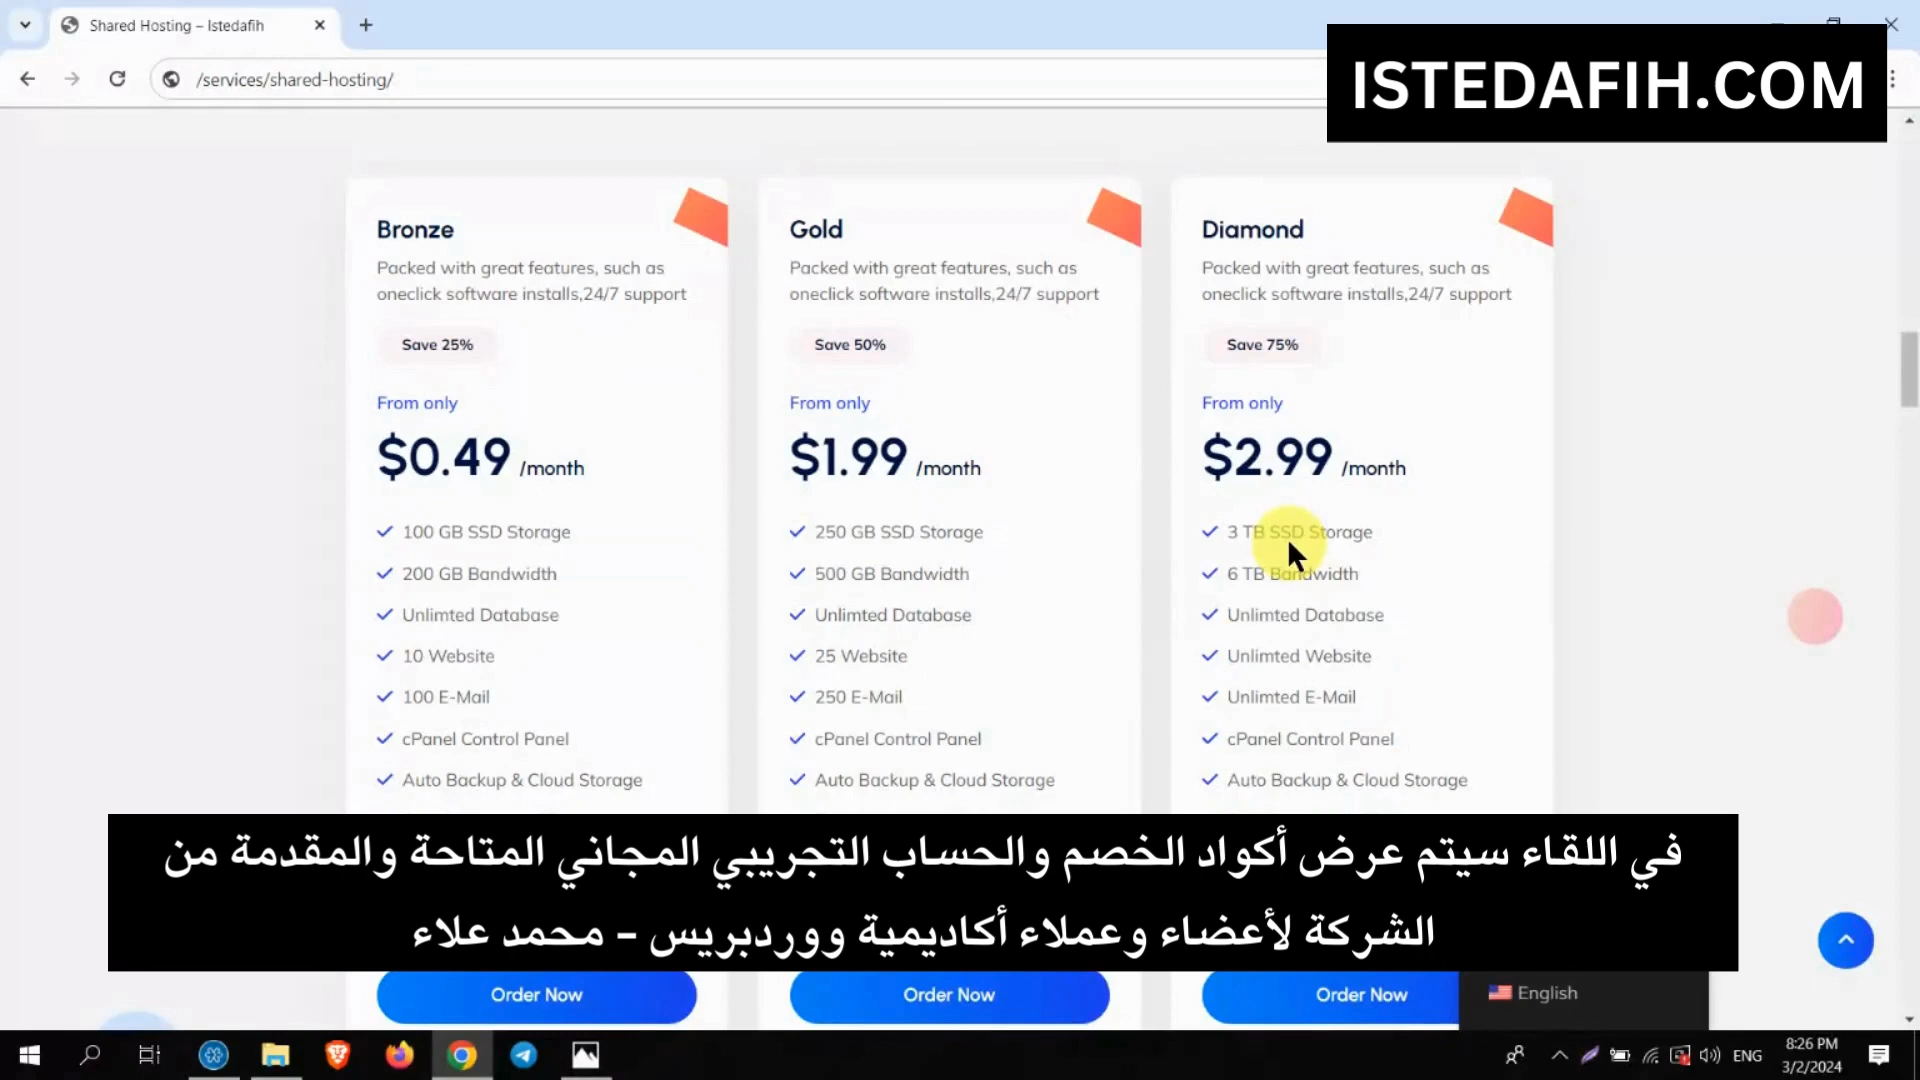 Shared Hosting – Istedafih
/services/shared-hosting/
ISTEDAFIH.COM
Bronze
Packed with great features, such as
oneclick software installs,24/7 support
Save 25%
From only
$0.49 /month
100 GB SSD Storage
200 GB Bandwidth
Unlimted Database
10 Website
100 E-Mail
cPanel Control Panel
Auto Backup & Cloud Storage
Gold
Packed with great features, such as
oneclick software installs,24/7 support
Save 50%
From only
$1.99 /month
250 GB SSD Storage
500 GB Bandwidth
Unlimted Database
25 Website
250 E-Mail
cPanel Control Panel
Auto Backup & Cloud Storage
Diamond
Packed with great features, such as
oneclick software installs,24/7 support
Save 75%
From only
$2.99 /month
3 TB SSD Storage
6 TB Bandwidth
Unlimted Database
Unlimted Website
Unlimted E-Mail
cPanel Control Panel
Auto Backup & Cloud Storage
في اللقاء سيتم عرض أكواد الخصم والحساب التجريبي المجاني المتاحة والمقدمة من
الشركة لأعضاء وعملاء أكاديمية ووردبريس – محمد علاء
Order Now
Order Now
Order Now
English
ENG
8:26 PM
3/2/2024